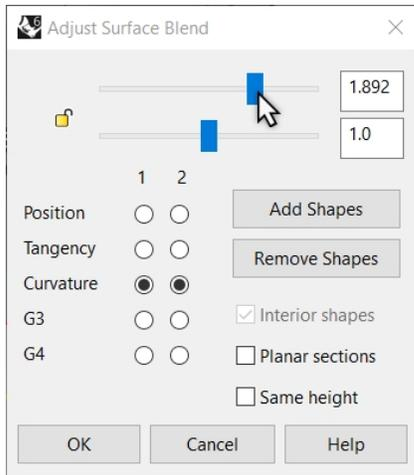 6 Adjust Surface Blend
1.892
1.0
1 2
Position
Add Shapes
Tangency
Remove Shapes
Curvature
G3
Interior shapes
G4
Planar sections
Same height
OK Cancel Help